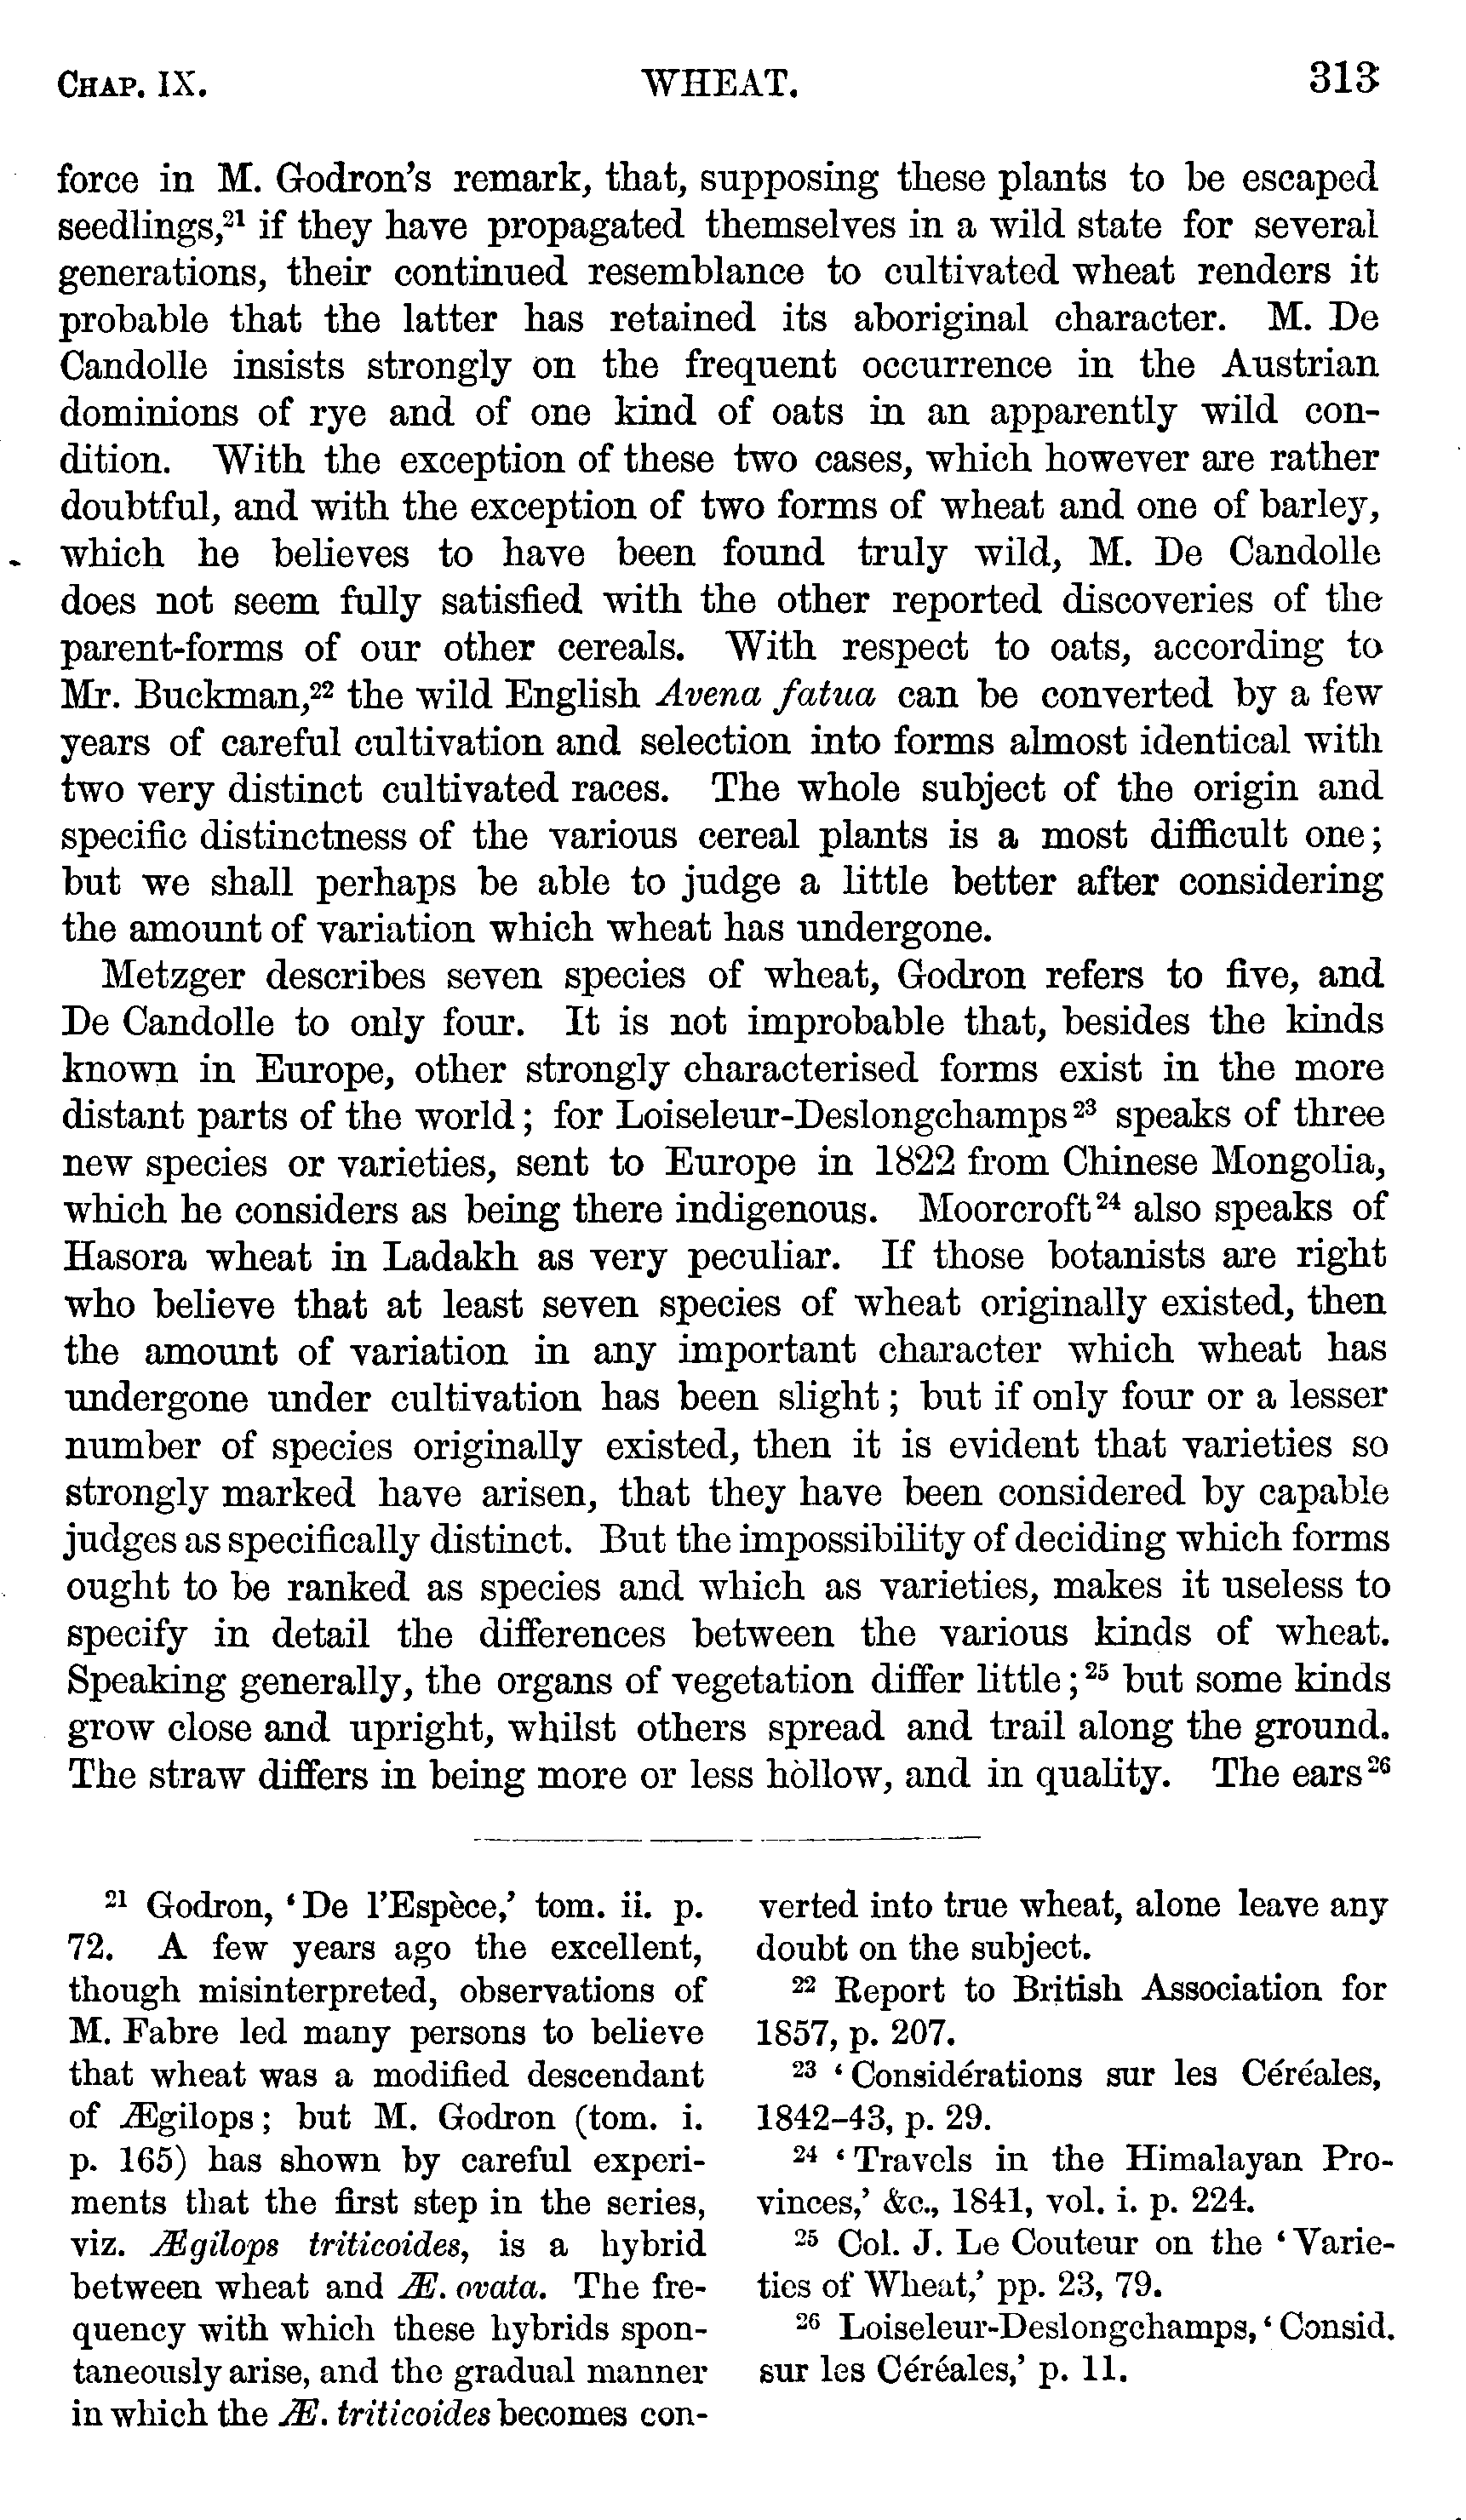 CHAP. IX. WHEAT. 313
force in M. Godron's remark, that, supposing these plants to be escaped
seedlings,²¹ if they have propagated themselves in a wild state for several
generations, their continued resemblance to cultivated wheat renders it
probable that the latter has retained its aboriginal character. M. De
Candolle insists strongly on the frequent occurrence in the Austrian
dominions of rye and of one kind of oats in an apparently wild con-
dition. With the exception of these two cases, which however are rather
doubtful, and with the exception of two forms of wheat and one of barley,
which he believes to have been found truly wild, M. De Candolle
does not seem fully satisfied with the other reported discoveries of the
parent-forms of our other cereals. With respect to oats, according to
Mr. Buckman,²² the wild English Avena fatua can be converted by a few
years of careful cultivation and selection into forms almost identical with
two very distinct cultivated races. The whole subject of the origin and
specific distinctness of the various cereal plants is a most difficult one;
but we shall perhaps be able to judge a little better after considering
the amount of variation which wheat has undergone.
Metzger describes seven species of wheat, Godron refers to five, and
De Candolle to only four. It is not improbable that, besides the kinds
known in Europe, other strongly characterised forms exist in the more
distant parts of the world; for Loiseleur-Deslongchamps²³ speaks of three
new species or varieties, sent to Europe in 1822 from Chinese Mongolia,
which he considers as being there indigenous. Moorcroft²⁴ also speaks of
Hasora wheat in Ladakh as very peculiar. If those botanists are right
who believe that at least seven species of wheat originally existed, then
the amount of variation in any important character which wheat has
undergone under cultivation has been slight; but if only four or a lesser
number of species originally existed, then it is evident that varieties so
strongly marked have arisen, that they have been considered by capable
judges as specifically distinct. But the impossibility of deciding which forms
ought to be ranked as species and which as varieties, makes it useless to
specify in detail the differences between the various kinds of wheat.
Speaking generally, the organs of vegetation differ little;²⁵ but some kinds
grow close and upright, whilst others spread and trail along the ground.
The straw differs in being more or less hollow, and in quality. The ears²⁶
²¹ Godron, 'De l'Espèce,' tom. ii. p.
72. A few years ago the excellent,
though misinterpreted, observations of
M. Fabre led many persons to believe
that wheat was a modified descendant
of Ægilops; but M. Godron (tom. i.
p. 165) has shown by careful experi-
ments that the first step in the series,
viz. Ægilops triticoides, is a hybrid
between wheat and Æ. ovata. The fre-
quency with which these hybrids spon-
taneously arise, and the gradual manner
in which the Æ. triticoides becomes con-
verted into true wheat, alone leave any
doubt on the subject.
²² Report to British Association for
1857, p. 207.
²³ 'Considérations sur les Céréales,
1842-43, p. 29.
²⁴ 'Travels in the Himalayan Pro-
vinces,' &c., 1841, vol. i. p. 224.
²⁵ Col. J. Le Couteur on the 'Varie-
ties of Wheat,' pp. 23, 79.
²⁶ Loiseleur-Deslongchamps, 'Consid.
sur les Céréales,' p. 11.